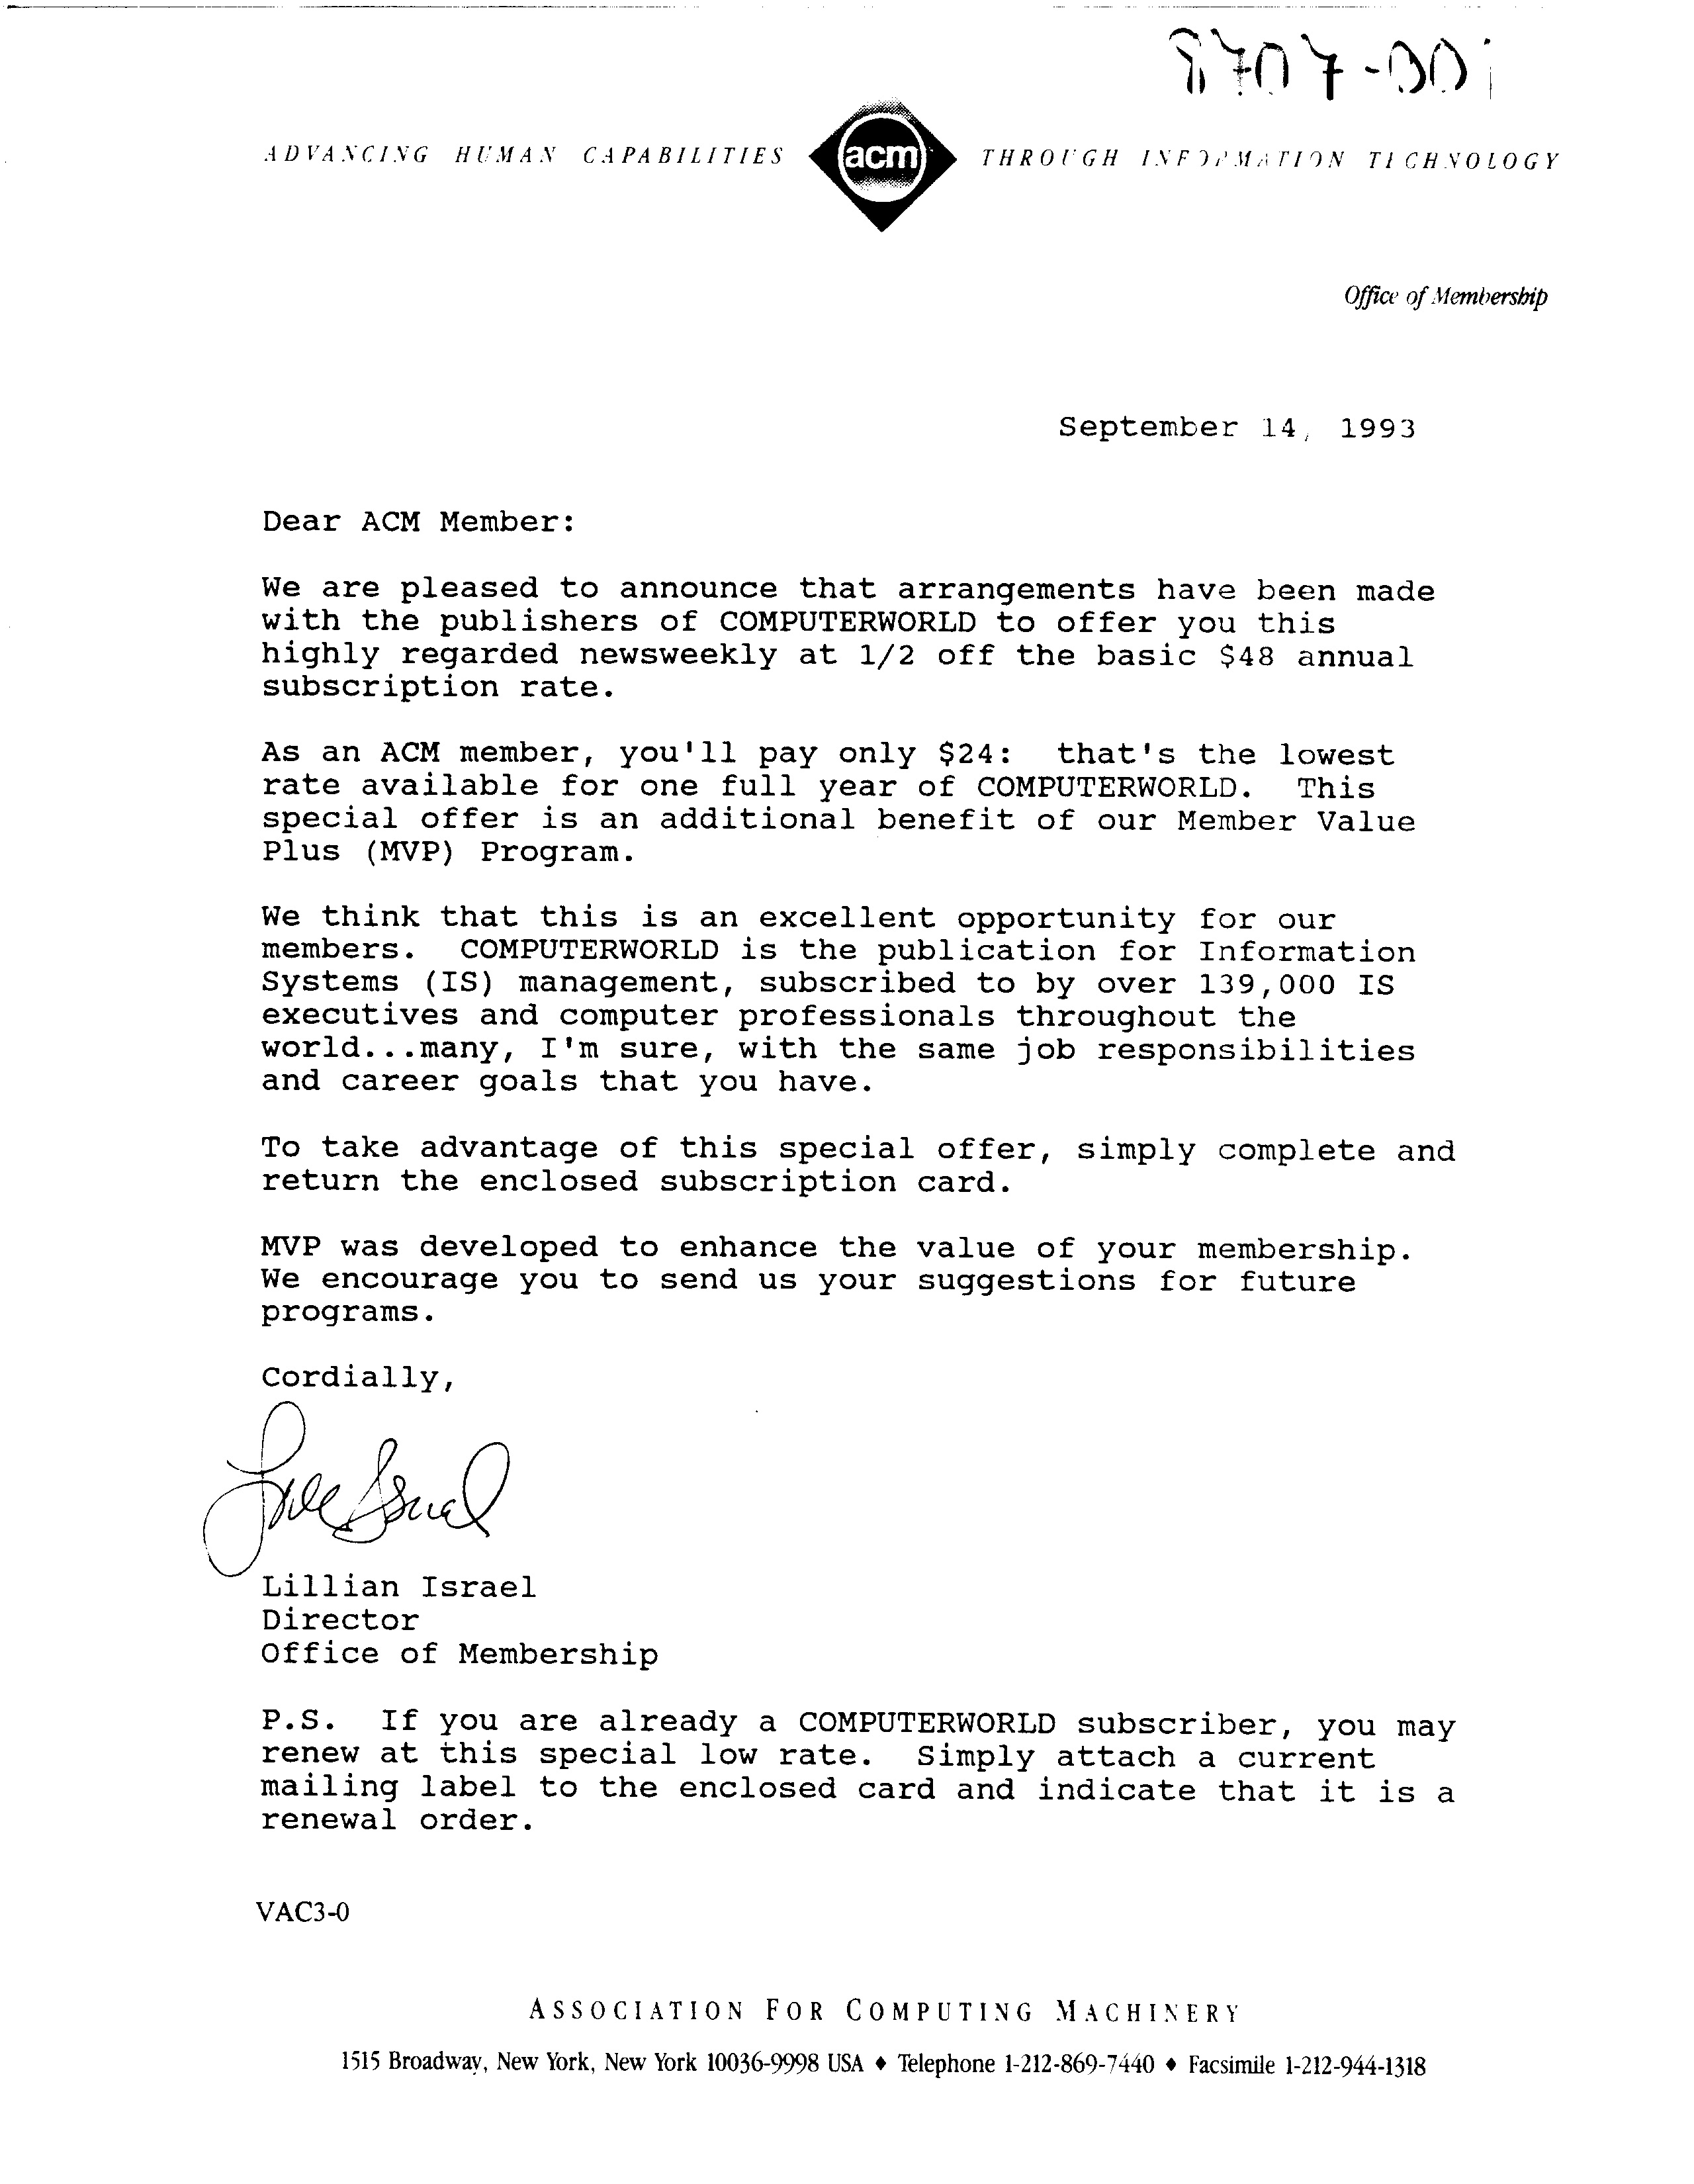 8707-001
ADVANCING HUMAN CAPABILITIES acm THROUGH INFORMATION TECHNOLOGY
Office of Membership
September 14, 1993
Dear ACM Member:
We are pleased to announce that arrangements have been made
with the publishers of COMPUTERWORLD to offer you this
highly regarded newsweekly at 1/2 off the basic $48 annual
subscription rate.
As an ACM member, you'll pay only $24: that's the lowest
rate available for one full year of COMPUTERWORLD. This
special offer is an additional benefit of our Member Value
Plus (MVP) Program.
We think that this is an excellent opportunity for our
members. COMPUTERWORLD is the publication for Information
Systems (IS) management, subscribed to by over 139,000 IS
executives and computer professionals throughout the
world...many, I'm sure, with the same job responsibilities
and career goals that you have.
To take advantage of this special offer, simply complete and
return the enclosed subscription card.
MVP was developed to enhance the value of your membership.
We encourage you to send us your suggestions for future
programs.
Cordially,
Lillian Israel
Director
Office of Membership
P.S. If you are already a COMPUTERWORLD subscriber, you may
renew at this special low rate. Simply attach a current
mailing label to the enclosed card and indicate that it is a
renewal order.
VAC3-0
ASSOCIATION FOR COMPUTING MACHINERY
1515 Broadway, New York, New York 10036-9998 USA ♦ Telephone 1-212-869-7440 ♦ Facsimile 1-212-944-1318